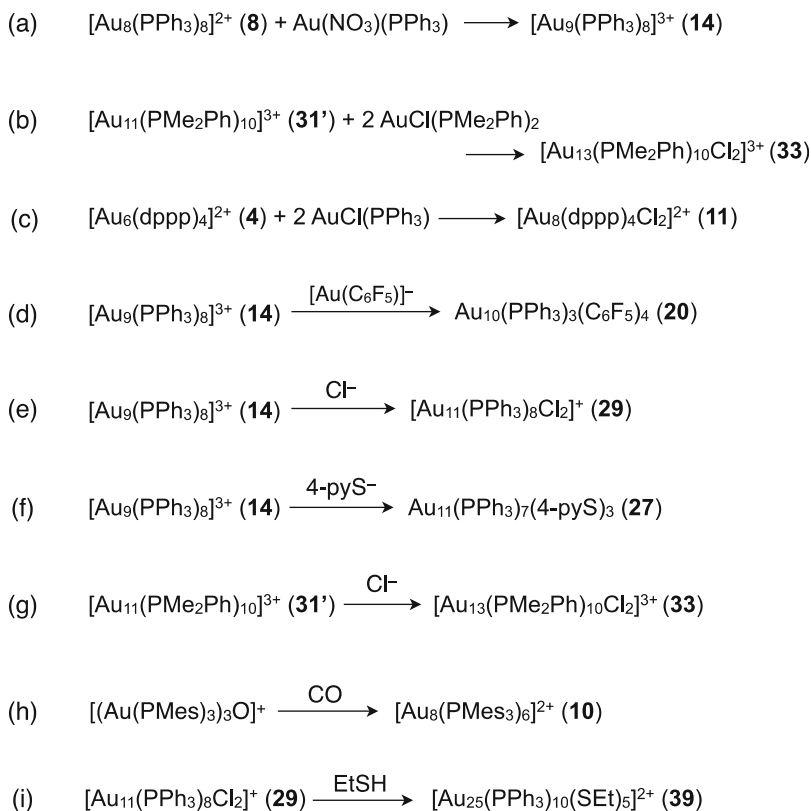 (a) [Au₈(PPh₃)₈]²⁺ (8) + Au(NO₃)(PPh₃) ⟶ [Au₉(PPh₃)₈]³⁺ (14)
(b) [Au₁₁(PMe₂Ph)₁₀]³⁺ (31') + 2 AuCl(PMe₂Ph)₂
⟶ [Au₁₃(PMe₂Ph)₁₀Cl₂]³⁺ (33)
(c) [Au₆(dppp)₄]²⁺ (4) + 2 AuCl(PPh₃) ⟶ [Au₈(dppp)₄Cl₂]²⁺ (11)
[Au(C₆F₅)]⁻
(d) [Au₉(PPh₃)₈]³⁺ (14) ⟶ Au₁₀(PPh₃)₃(C₆F₅)₄ (20)
Cl⁻
(e) [Au₉(PPh₃)₈]³⁺ (14) ⟶ [Au₁₁(PPh₃)₈Cl₂]⁺ (29)
4-pyS⁻
(f) [Au₉(PPh₃)₈]³⁺ (14) ⟶ Au₁₁(PPh₃)₇(4-pyS)₃ (27)
Cl⁻
(g) [Au₁₁(PMe₂Ph)₁₀]³⁺ (31') ⟶ [Au₁₃(PMe₂Ph)₁₀Cl₂]³⁺ (33)
CO
(h) [(Au(PMes)₃)₃O]⁺ ⟶ [Au₈(PMes₃)₆]²⁺ (10)
EtSH
(i) [Au₁₁(PPh₃)₈Cl₂]⁺ (29) ⟶ [Au₂₅(PPh₃)₁₀(SEt)₅]²⁺ (39)